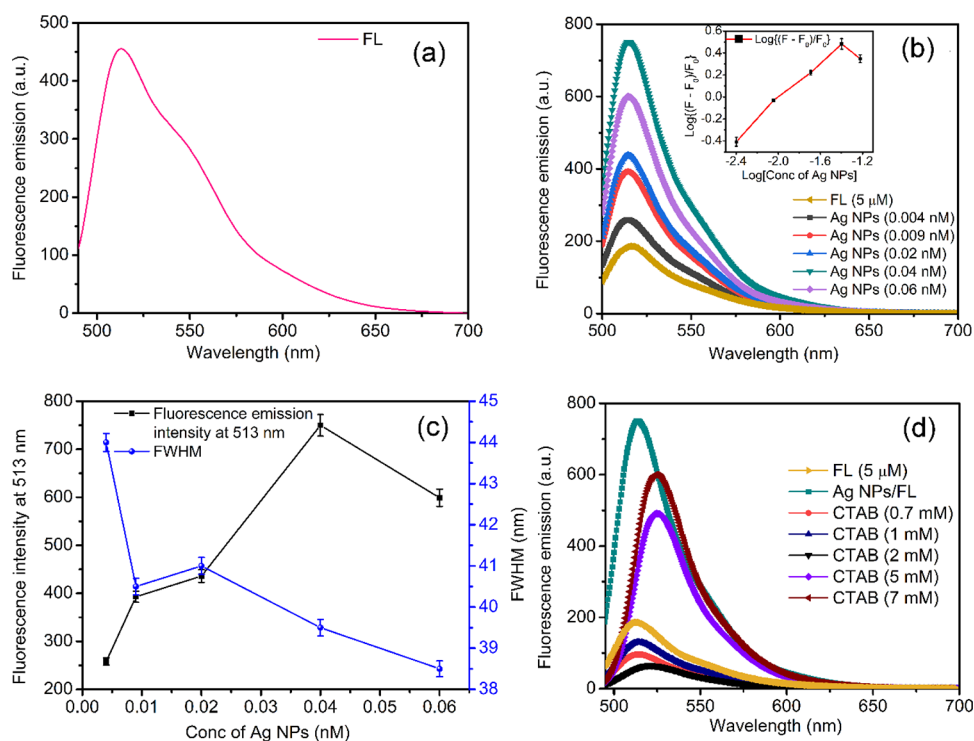 500
450
400
350
300
250
200
150
100
50
0
Fluorescence emission (a.u.)
FL
(a)
500 550 600 650 700
Wavelength (nm)
800
600
400
200
0
Fluorescence emission (a.u.)
(b)
0.6
0.4
0.2
0.0
-0.2
-0.4
Log{(F - F₀)/F₀}
Log{(F - F₀)/F₀}
-2.4 -2.0 -1.6 -1.2
Log[Conc of Ag NPs]
FL (5 μM)
Ag NPs (0.004 nM)
Ag NPs (0.009 nM)
Ag NPs (0.02 nM)
Ag NPs (0.04 nM)
Ag NPs (0.06 nM)
500 550 600 650 700
Wavelength (nm)
800
700
600
500
400
300
200
Fluorescence intensity at 513 nm
Fluorescence emission
intensity at 513 nm
FWHM
(c)
45
44
43
42
41
40
39
38
FWHM (nm)
0.00 0.01 0.02 0.03 0.04 0.05 0.06
Conc of Ag NPs (nM)
800
600
400
200
0
Fluorescence emission (a.u.)
(d)
FL (5 μM)
Ag NPs/FL
CTAB (0.7 mM)
CTAB (1 mM)
CTAB (2 mM)
CTAB (5 mM)
CTAB (7 mM)
500 550 600 650 700
Wavelength (nm)